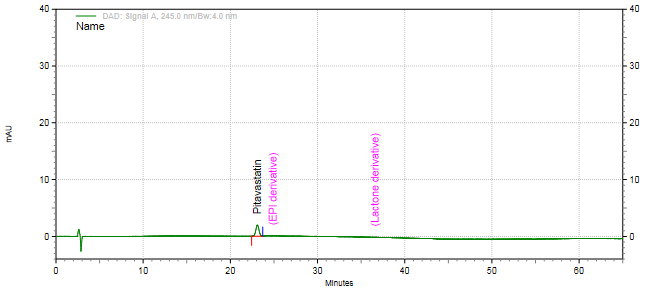 DAD: Signal A, 245.0 nm/Bw:4.0 nm
Name
40
40
30
30
20
20
10
10
0
0
mAU
Pitavastatin
(EPI derivative)
(Lactone derivative)
0
10
20
30
40
50
60
Minutes